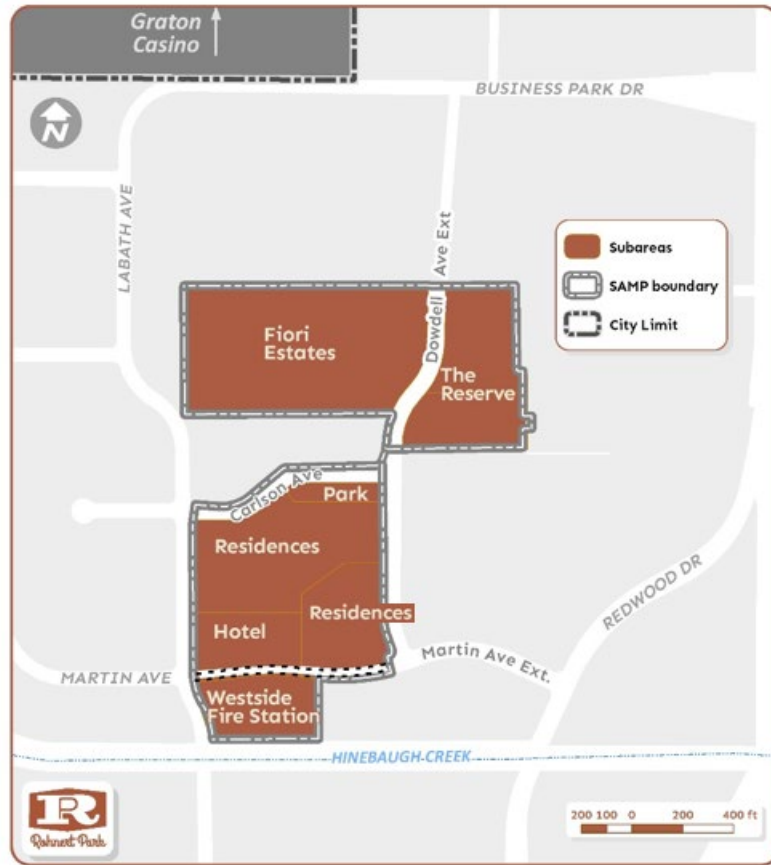 Graton
Casino
N
BUSINESS PARK DR
LABATH AVE
Dowdell Ave Ext
Subareas
SAMP boundary
City Limit
Fiori
Estates
The
Reserve
Carlson Ave
Park
Residences
Residences
Hotel
REDWOOD DR
MARTIN AVE
Martin Ave Ext.
Westside
Fire Station
HINEBAUGH CREEK
R
Rohnert Park
200 100 0 200 400 ft